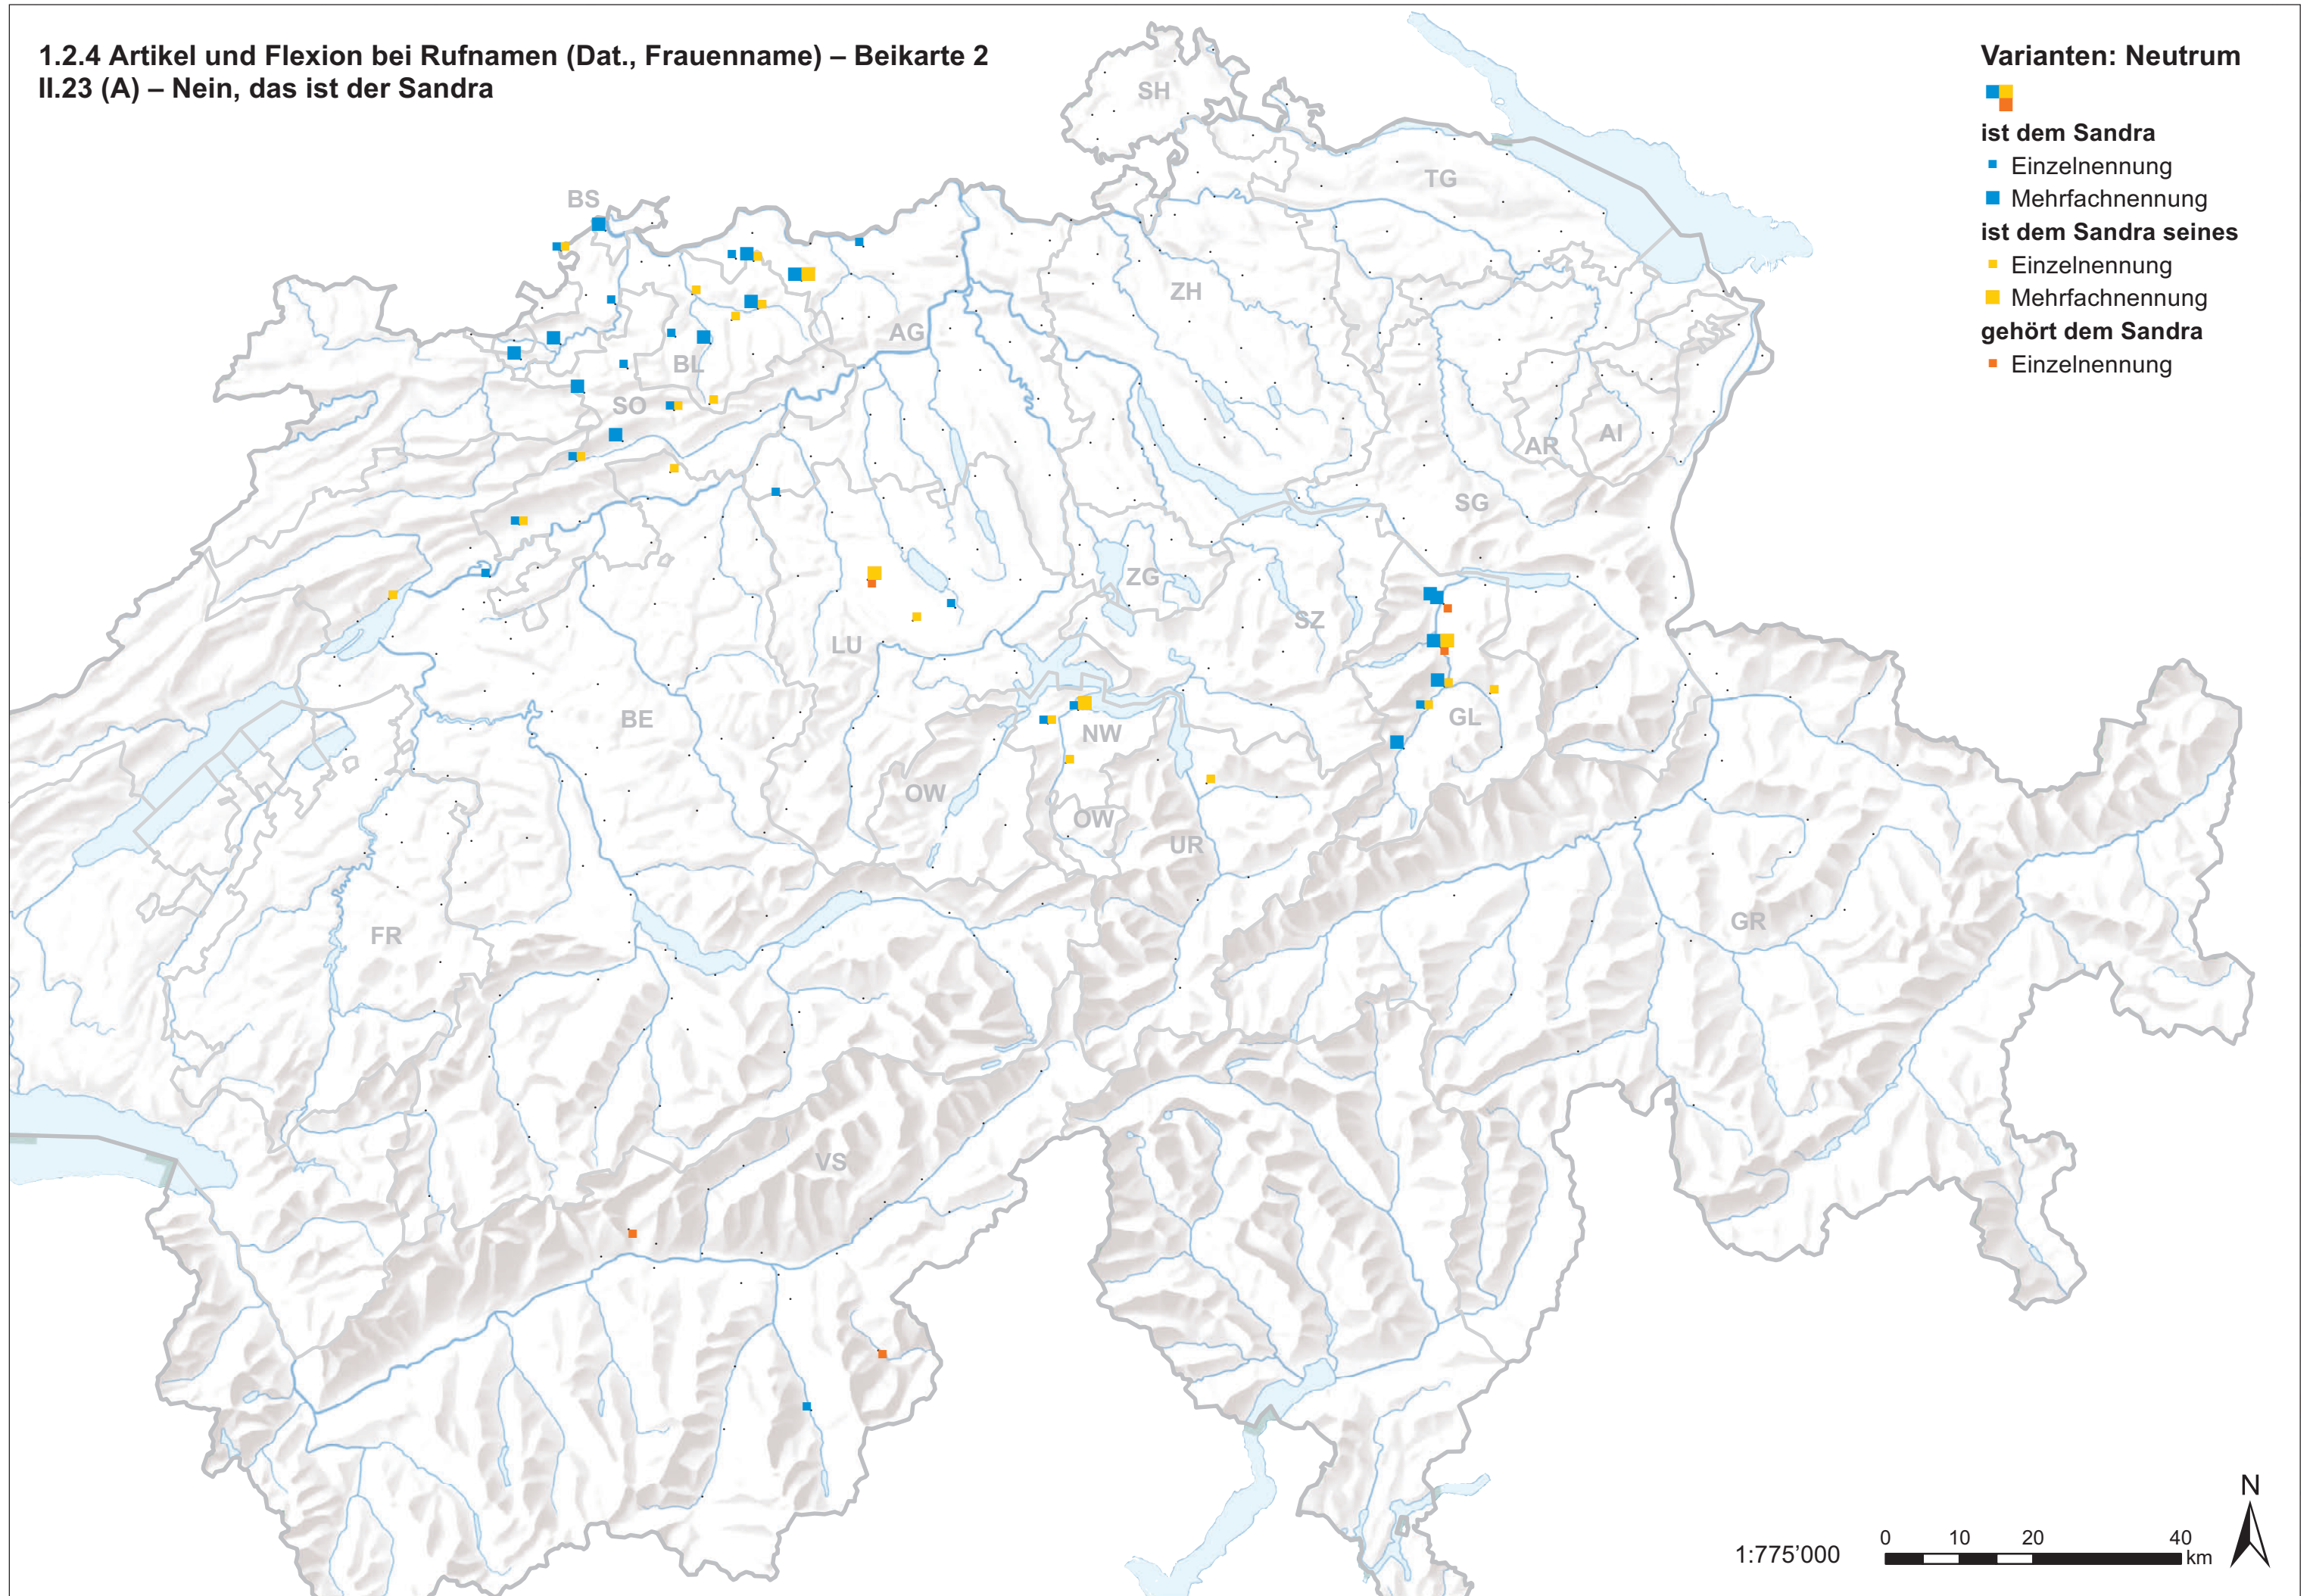 1.2.4 Artikel und Flexion bei Rufnamen (Dat., Frauenname) – Beikarte 2
II.23 (A) – Nein, das ist der Sandra
Varianten: Neutrum
ist dem Sandra
Einzelnennung
Mehrfachnennung
ist dem Sandra seines
Einzelnennung
Mehrfachnennung
gehört dem Sandra
Einzelnennung
SH
TG
BS
ZH
AG
BL
SO
AR
AI
SG
ZG
SZ
LU
BE
GL
NW
OW
OW
UR
FR
GR
VS
N
1:775’000
0 10 20 40
km